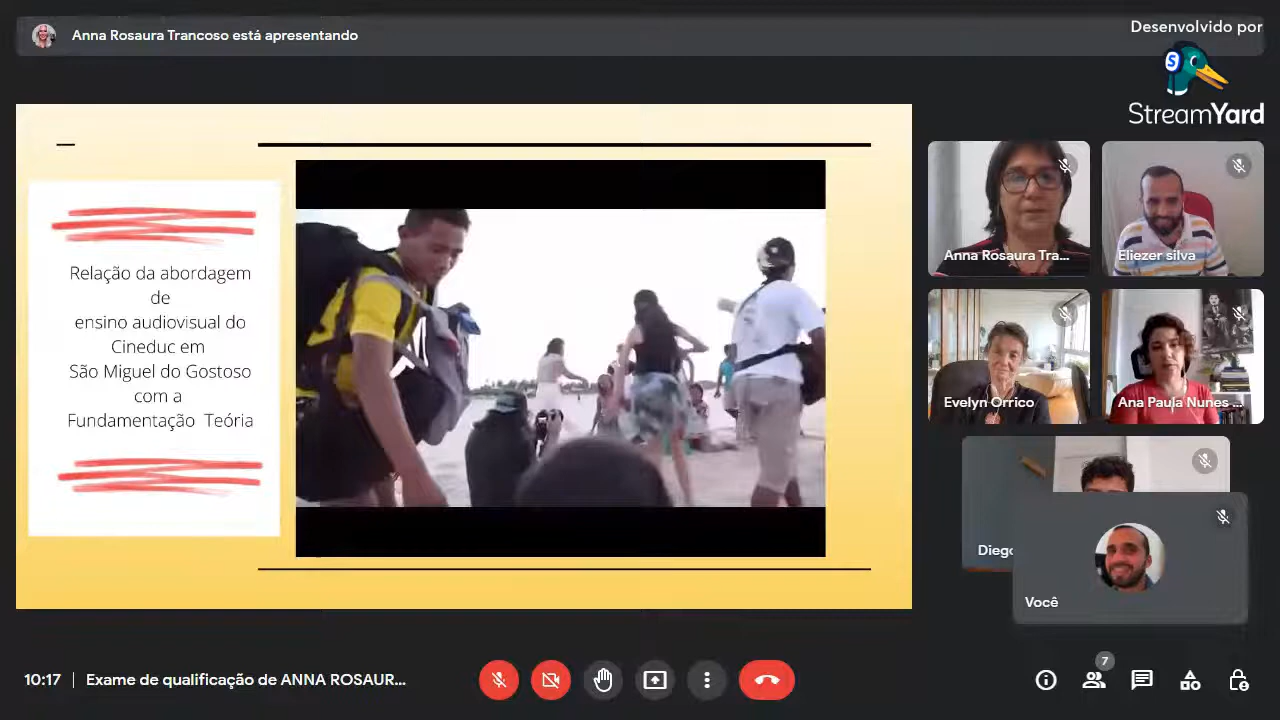 Anna Rosaura Trancoso está apresentando
Desenvolvido por
S
StreamYard
Relação da abordagem
de
ensino audiovisual do
Cineduc em
São Miguel do Gostoso
com a
Fundamentação Teória
Anna Rosaura Tra...
Eliezer silva
Evelyn Orrico
Ana Paula Nunes ...
Diego
Você
10:17
Exame de qualificação de ANNA ROSAUR...
7